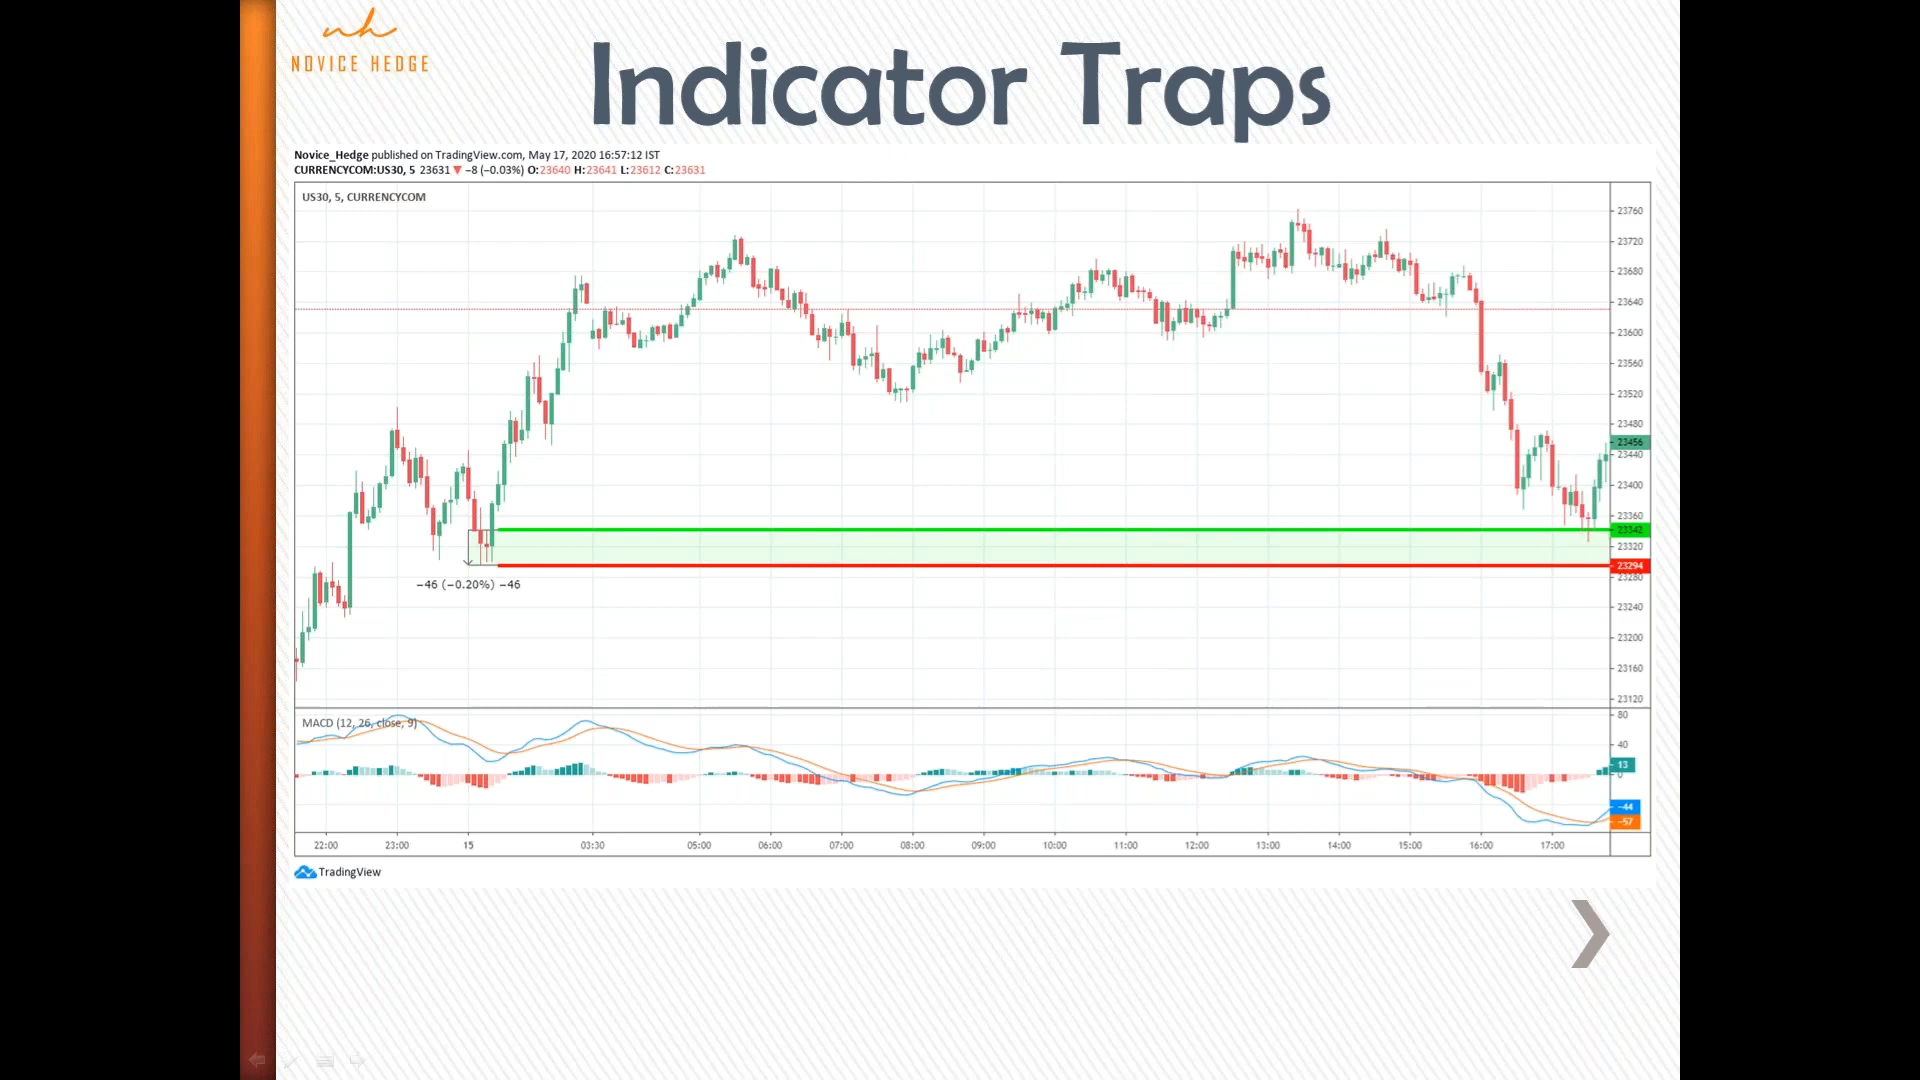 nh
NOVICE HEDGE
Indicator Traps
Novice_Hedge published on TradingView.com, May 17, 2020 16:57:12 IST
CURRENCYCOM:US30, 5 23631 ▼ −8 (−0.03%) O:23640 H:23641 L:23612 C:23631
US30, 5, CURRENCYCOM
23760
23720
23680
23640
23600
23560
23520
23480
23456
23440
23400
23360
23342
23320
23294
23280
23240
23200
23160
23120
−46 (−0.20%) −46
MACD (12, 26, close, 9)
80
40
13
0
−44
−57
22:00 23:00 15 03:30 05:00 06:00 07:00 08:00 09:00 10:00 11:00 12:00 13:00 14:00 15:00 16:00 17:00
TradingView